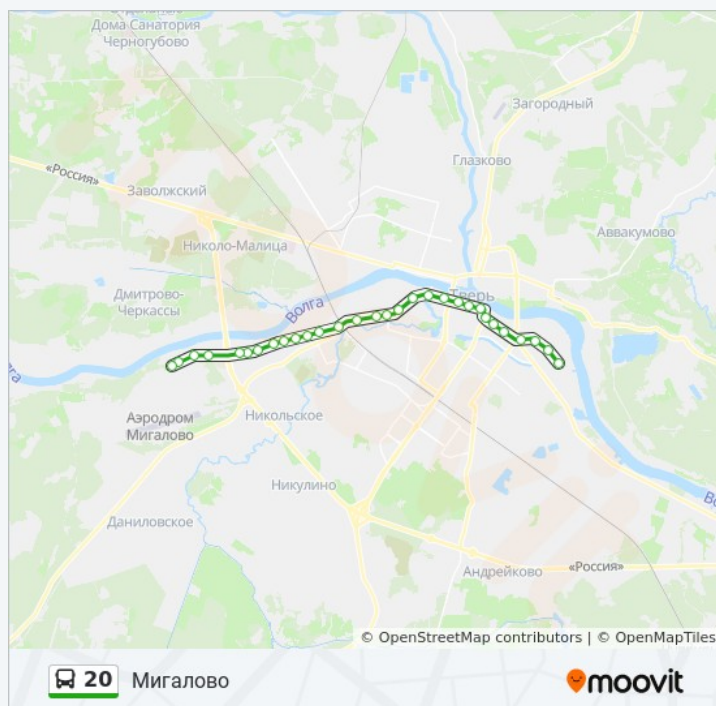 Дома Санатория
Черногубово
Загородный
«Россия»
Глазково
Заволжский
Аввакумово
Николо-Малица
Дмитрово-
Черкассы
Волга
Тверь
Аэродром
Мигалово
Никольское
Никулино
Даниловское
Андрейково
«Россия»
© OpenStreetMap contributors | © OpenMapTiles
20 Мигалово
moovit